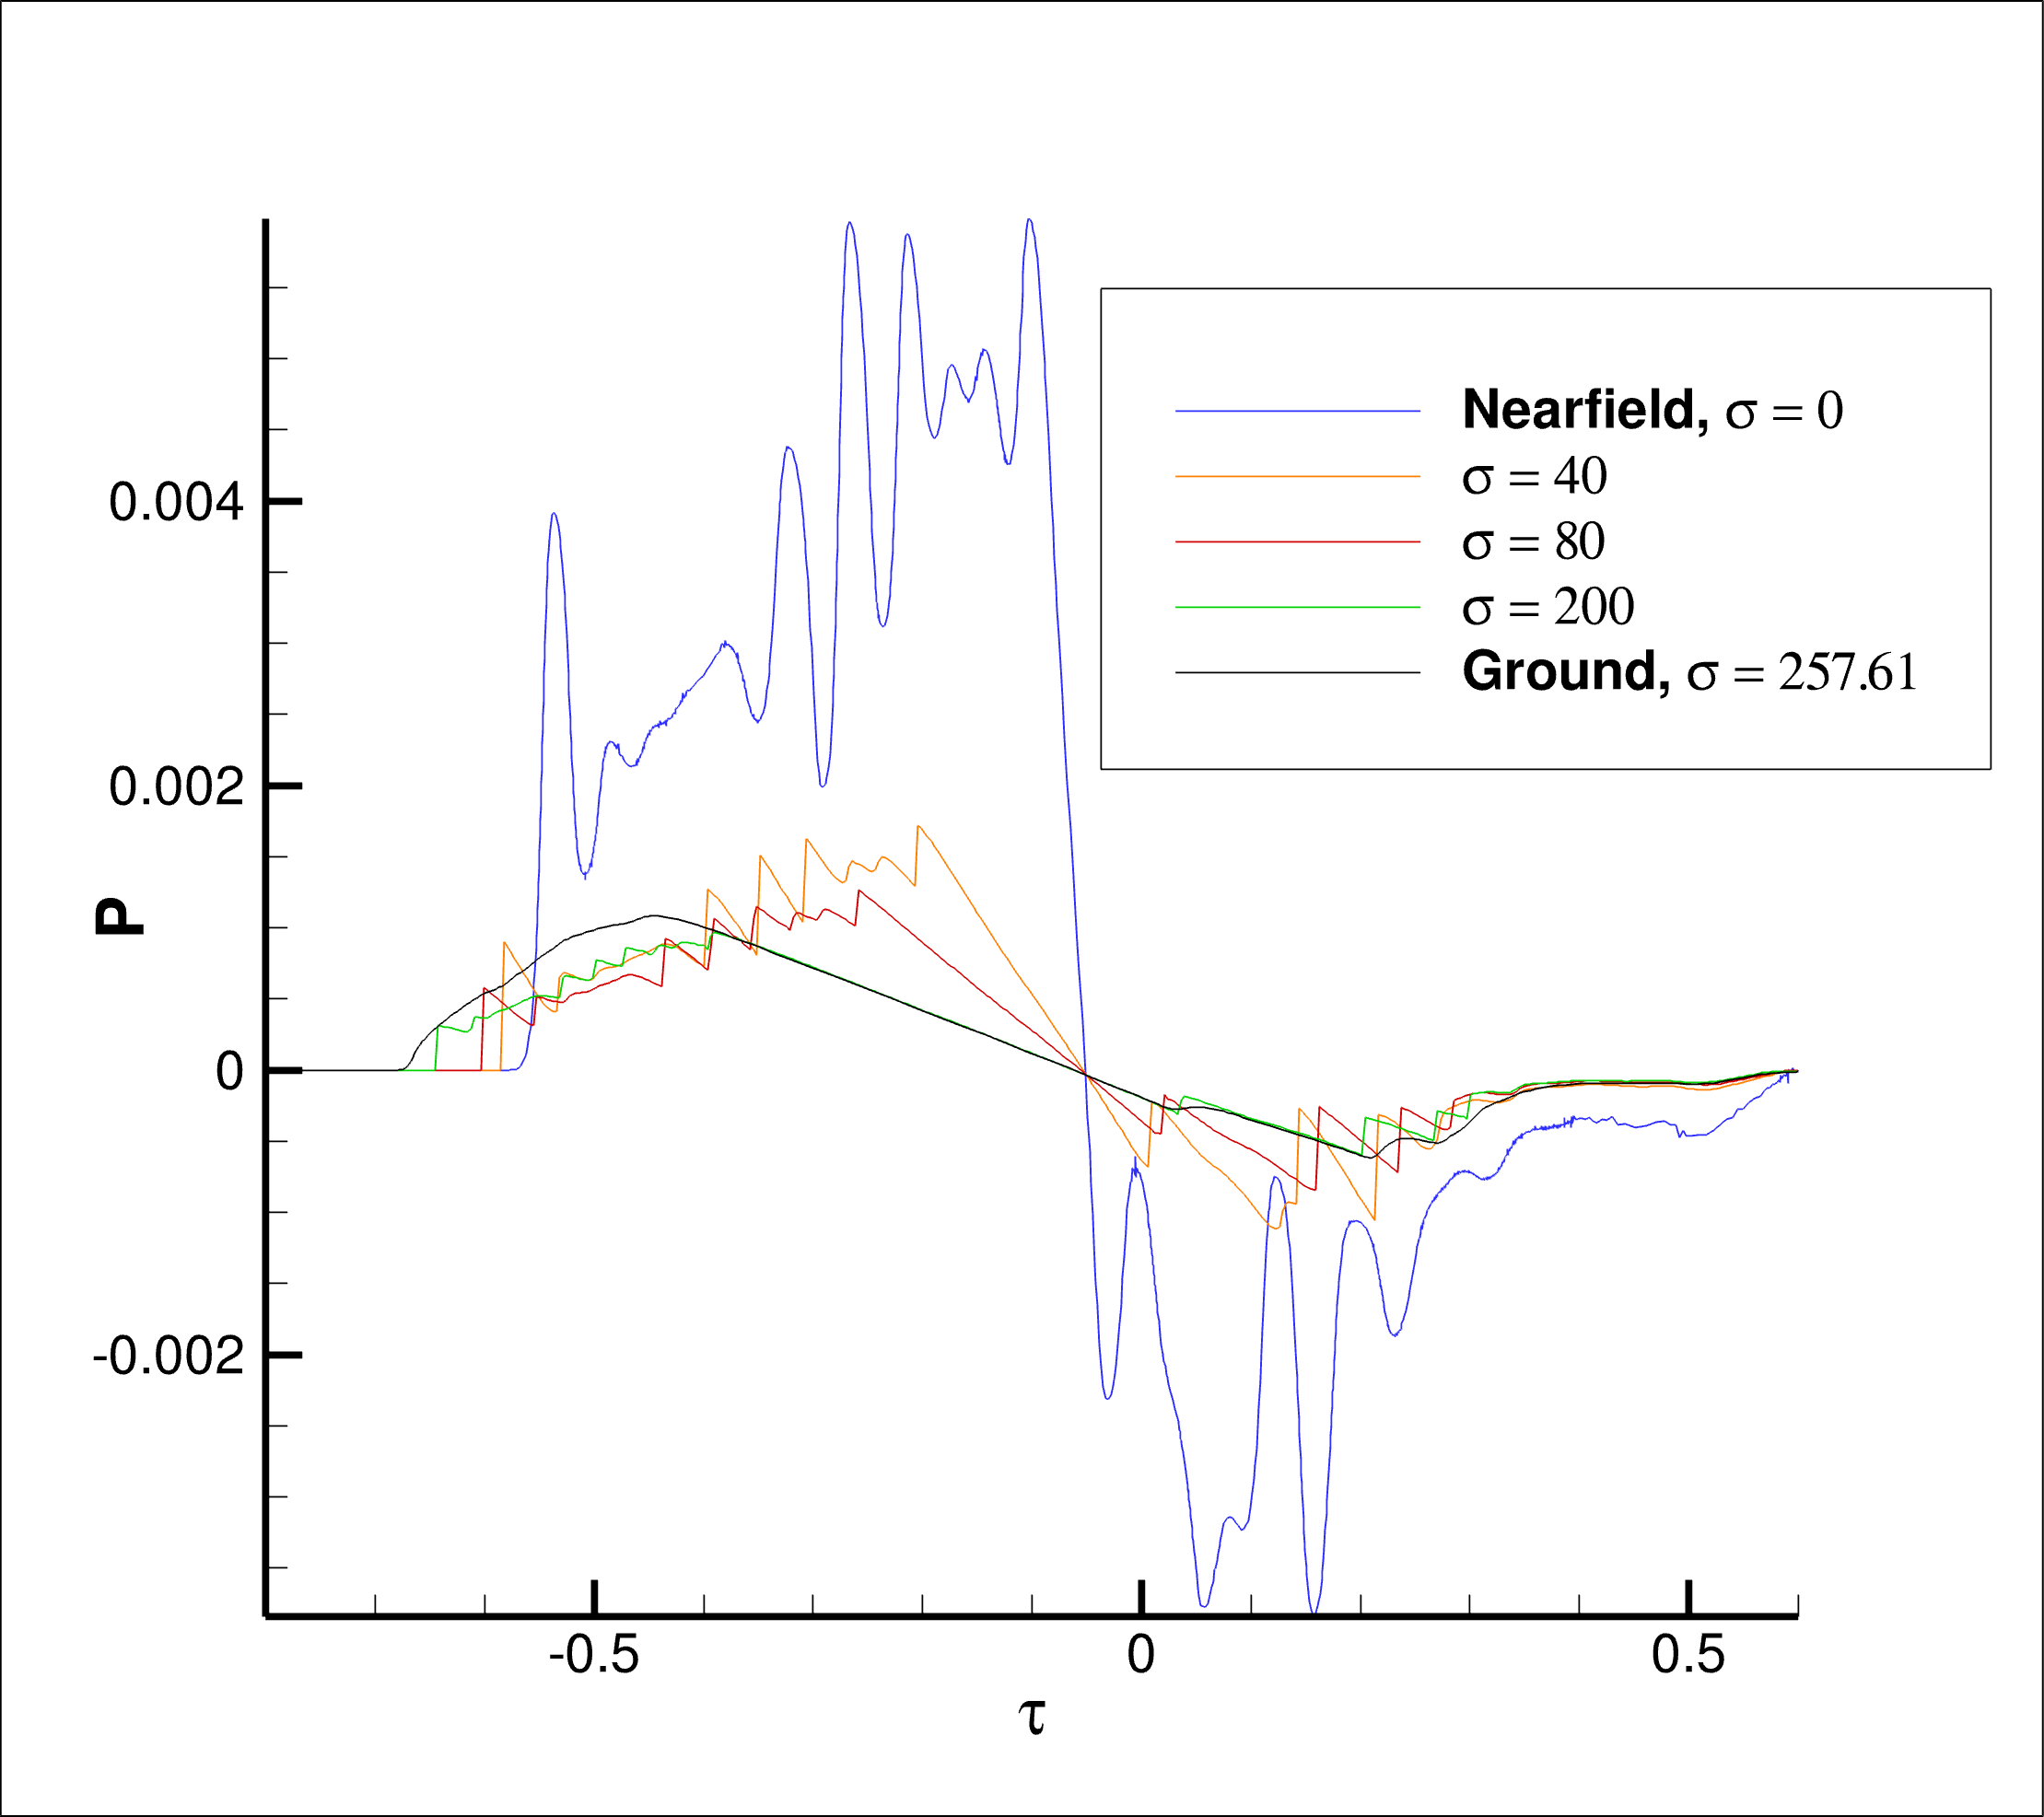 Nearfield, σ = 0
σ = 40
σ = 80
σ = 200
Ground, σ = 257.61
0.004
0.002
P
0
-0.002
-0.5
0
0.5
τ